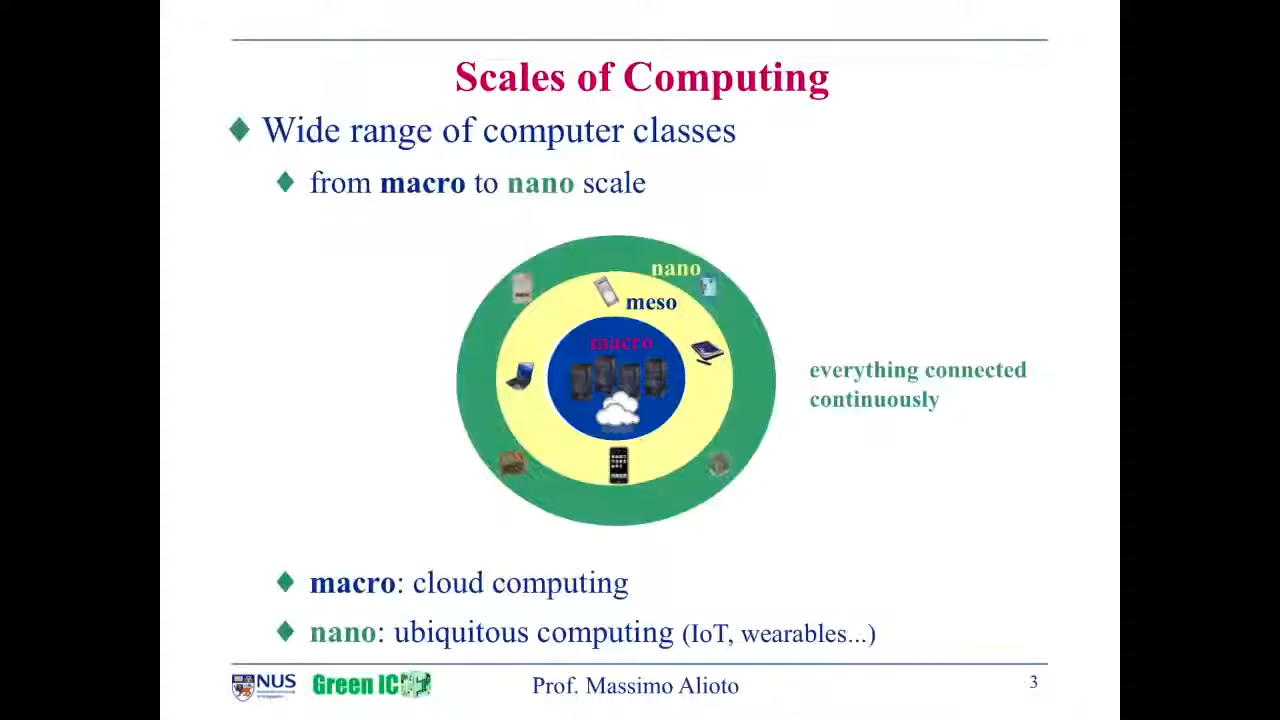 Scales of Computing
Wide range of computer classes
from macro to nano scale
nano
meso
macro
everything connected
continuously
macro: cloud computing
nano: ubiquitous computing (IoT, wearables...)
NUS
Green IC
Prof. Massimo Alioto
3